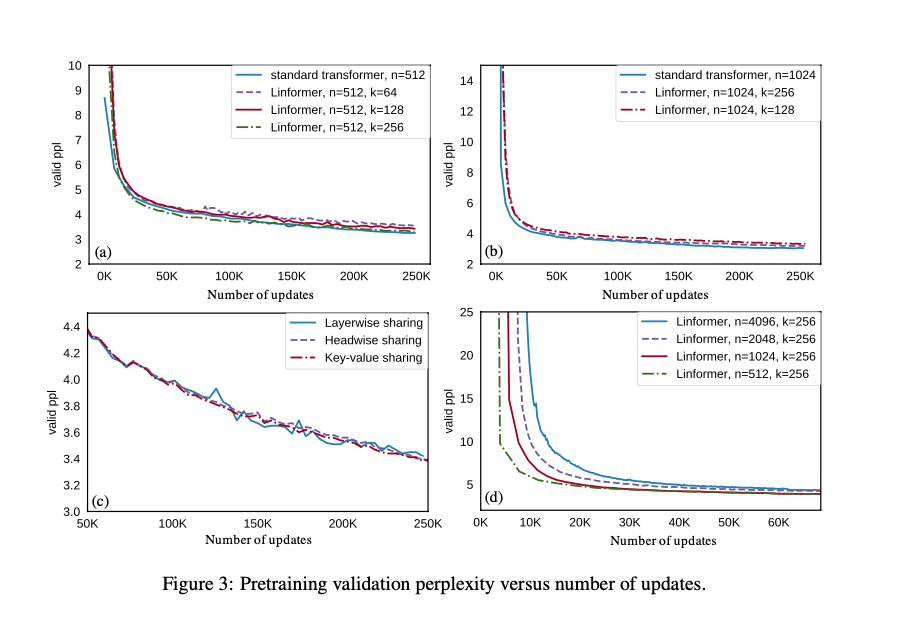 10
9
8
7
6
5
4
3
2
valid ppl
standard transformer, n=512
Linformer, n=512, k=64
Linformer, n=512, k=128
Linformer, n=512, k=256
(a)
0K 50K 100K 150K 200K 250K
Number of updates
14
12
10
8
6
4
2
valid ppl
standard transformer, n=1024
Linformer, n=1024, k=256
Linformer, n=1024, k=128
(b)
0K 50K 100K 150K 200K 250K
Number of updates
4.4
4.2
4.0
3.8
3.6
3.4
3.2
3.0
valid ppl
Layerwise sharing
Headwise sharing
Key-value sharing
(c)
50K 100K 150K 200K 250K
Number of updates
25
20
15
10
5
valid ppl
Linformer, n=4096, k=256
Linformer, n=2048, k=256
Linformer, n=1024, k=256
Linformer, n=512, k=256
(d)
0K 10K 20K 30K 40K 50K 60K
Number of updates
Figure 3: Pretraining validation perplexity versus number of updates.